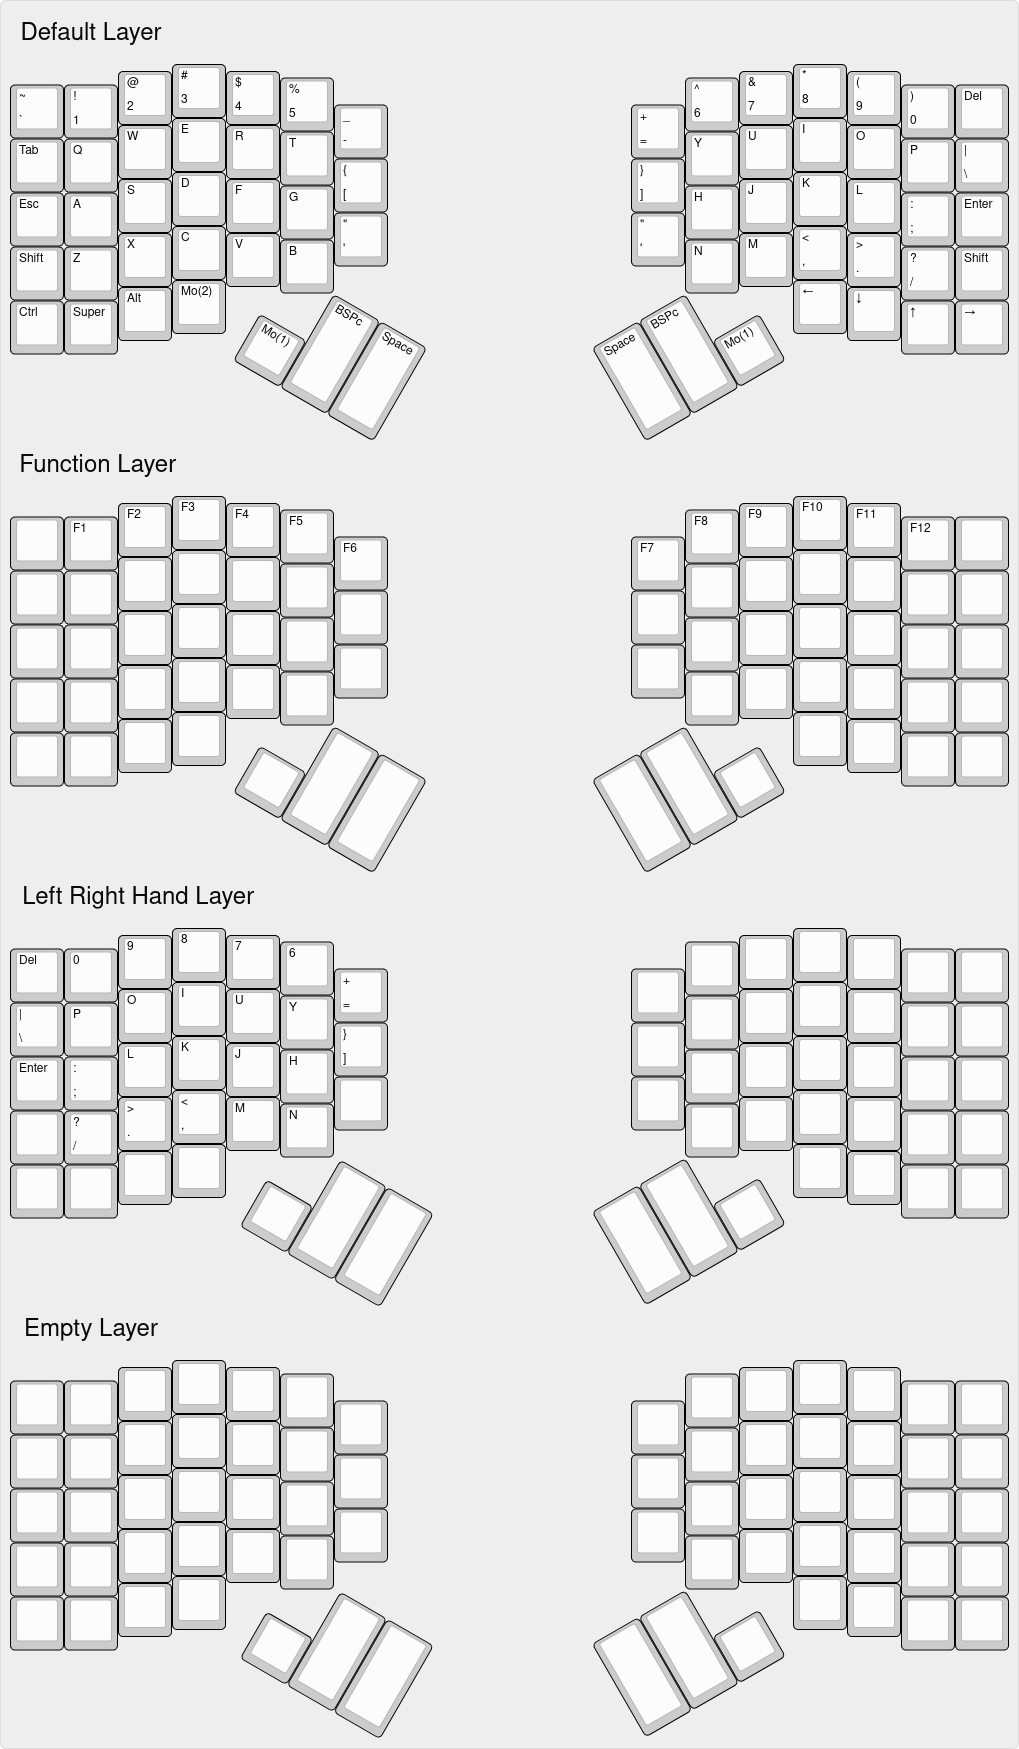 Default Layer
~ ! @ # $ % _
` 1 2 3 4 5 -
+ ^ & * ( ) Del
= 6 7 8 9 0
Tab Q W E R T {
[
} Y U I O P |
] \
Esc A S D F G "
'
" H J K L : Enter
' ;
Shift Z X C V B
N M < > ? Shift
, . /
Ctrl Super Alt Mo(2)
← ↓ ↑ →
Mo(1) BSPc Space
Space BSPc Mo(1)
Function Layer
F1 F2 F3 F4 F5 F6
F7 F8 F9 F10 F11 F12
Left Right Hand Layer
Del 0 9 8 7 6 +
=
| P O I U Y }
\ ]
Enter : L K J H
;
? > < M N
/ . ,
Empty Layer